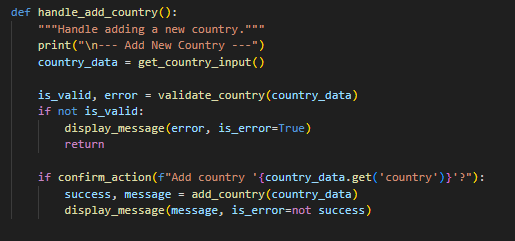 def handle_add_country():
    """Handle adding a new country."""
    print("\n--- Add New Country ---")
    country_data = get_country_input()

    is_valid, error = validate_country(country_data)
    if not is_valid:
        display_message(error, is_error=True)
        return

    if confirm_action(f"Add country '{country_data.get('country')}'?"):
        success, message = add_country(country_data)
        display_message(message, is_error=not success)